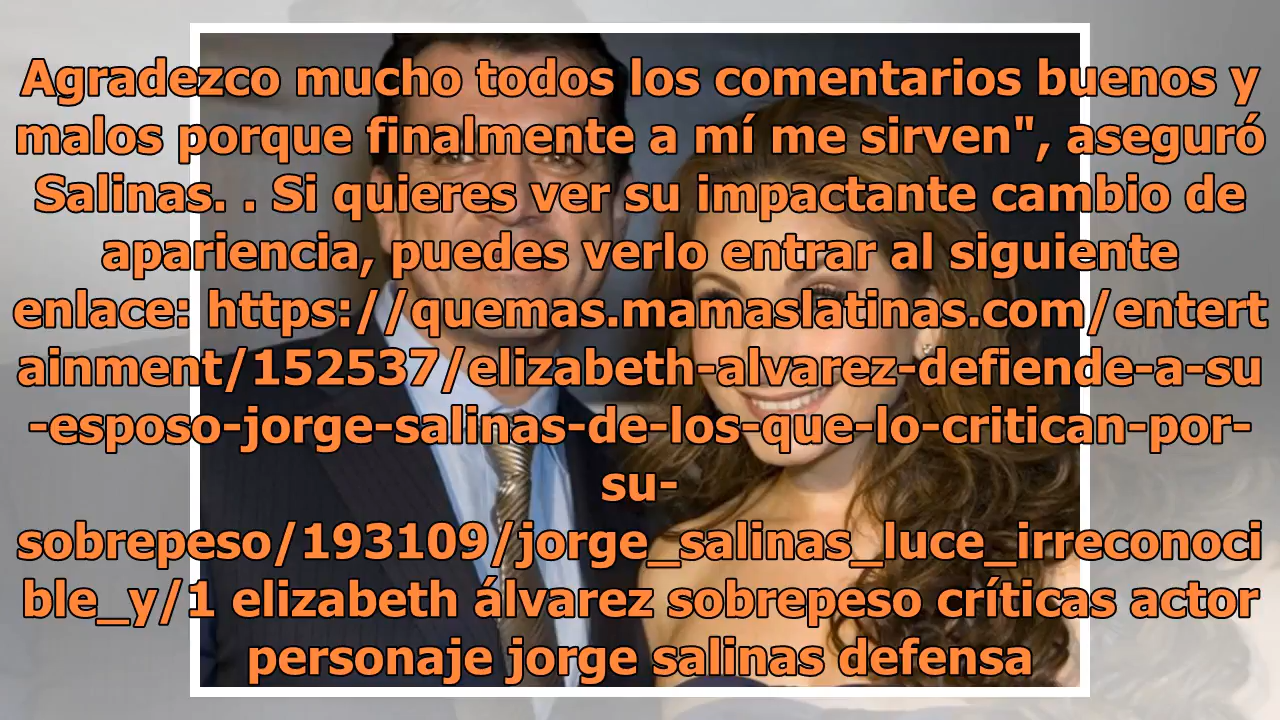 Agradezco mucho todos los comentarios buenos y
malos porque finalmente a mí me sirven", aseguró
Salinas. . Si quieres ver su impactante cambio de
apariencia, puedes verlo entrar al siguiente
enlace: https://quemas.mamaslatinas.com/entert
ainment/152537/elizabeth-alvarez-defiende-a-su
-esposo-jorge-salinas-de-los-que-lo-critican-por-
su-
sobrepeso/193109/jorge_salinas_luce_irreconoci
ble_y/1 elizabeth álvarez sobrepeso críticas actor
personaje jorge salinas defensa